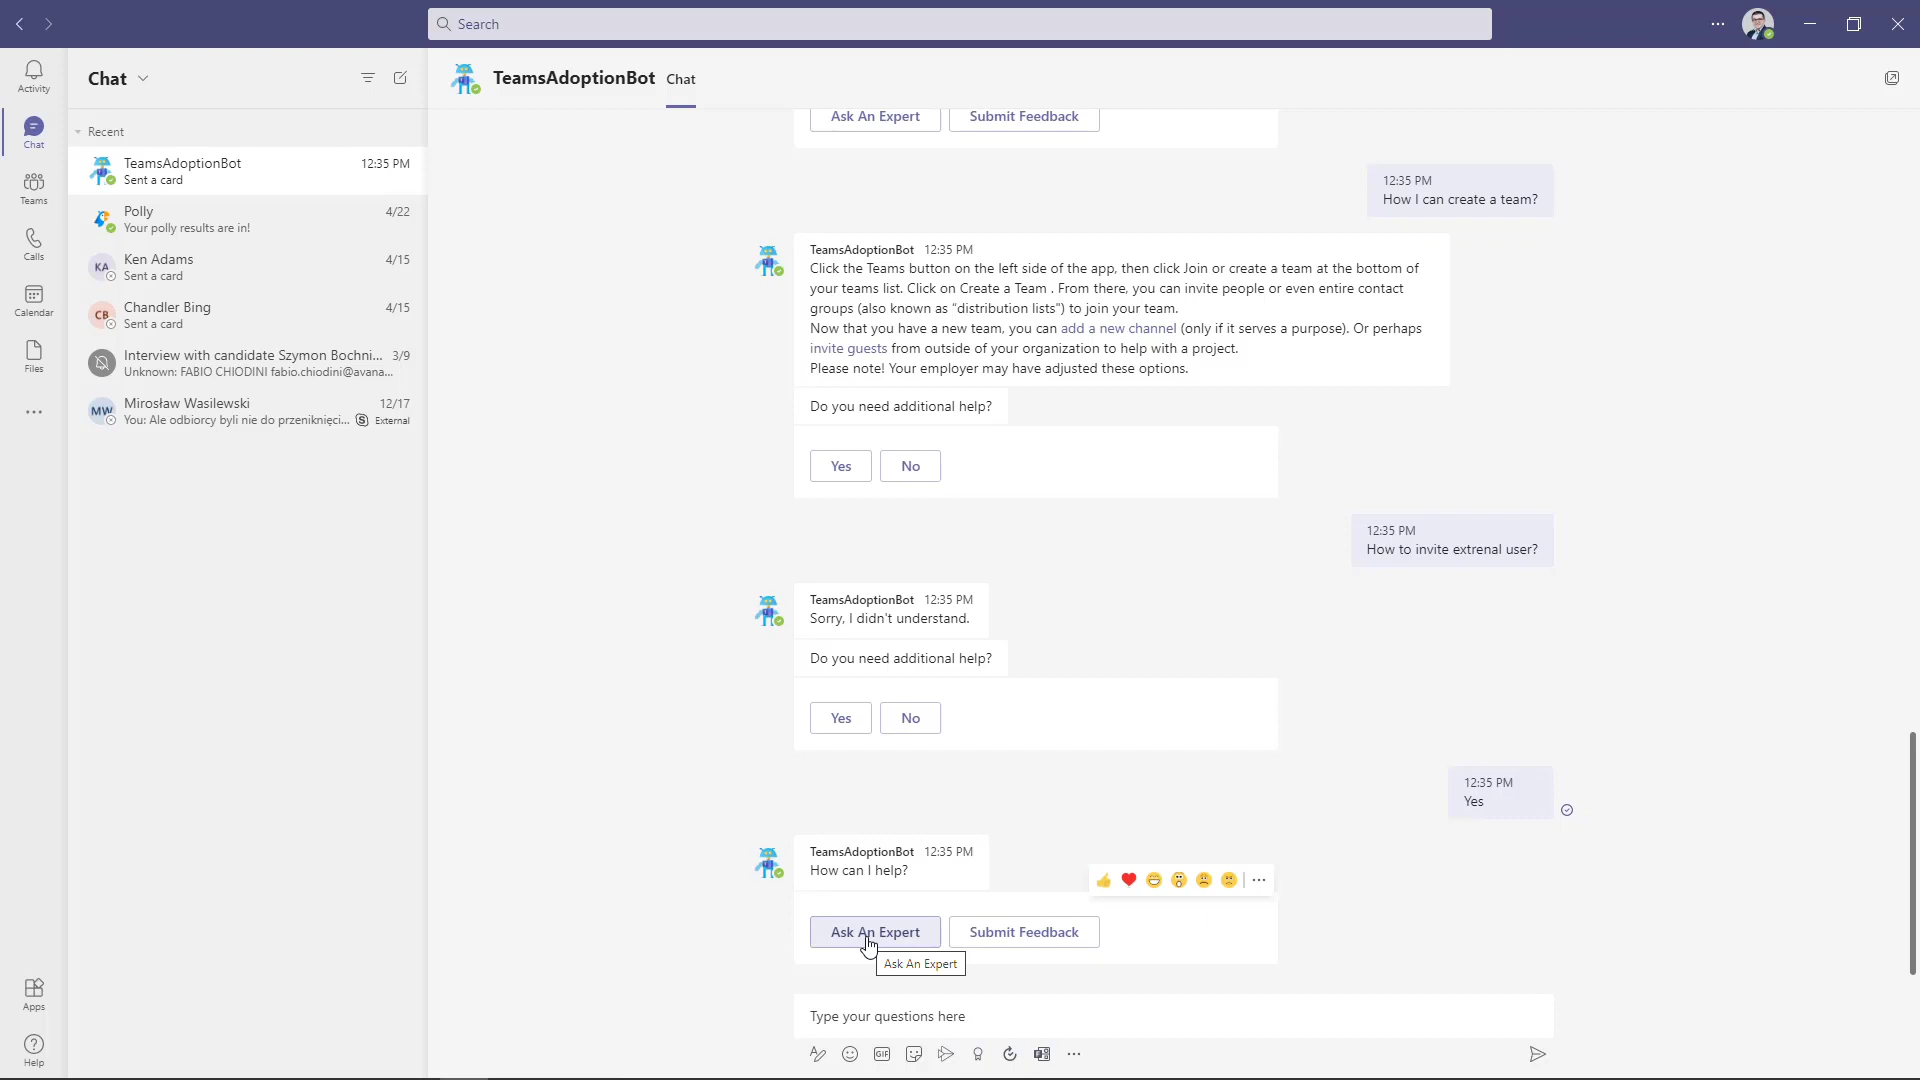 Search
Activity
Chat
Teams
Calls
Calendar
Files
Apps
Help
Chat
Recent
TeamsAdoptionBot 12:35 PM
Sent a card
Polly 4/22
Your polly results are in!
KA
Ken Adams 4/15
Sent a card
CB
Chandler Bing 4/15
Sent a card
Interview with candidate Szymon Bochni... 3/9
Unknown: FABIO CHIODINI fabio.chiodini@avana...
MW
Mirosław Wasilewski 12/17
You: Ale odbiorcy byli nie do przeniknięci... External
TeamsAdoptionBot Chat
Ask An Expert Submit Feedback
12:35 PM
How I can create a team?
TeamsAdoptionBot 12:35 PM
Click the Teams button on the left side of the app, then click Join or create a team at the bottom of
your teams list. Click on Create a Team . From there, you can invite people or even entire contact
groups (also known as “distribution lists") to join your team.
Now that you have a new team, you can add a new channel (only if it serves a purpose). Or perhaps
invite guests from outside of your organization to help with a project.
Please note! Your employer may have adjusted these options.
Do you need additional help?
Yes No
12:35 PM
How to invite extrenal user?
TeamsAdoptionBot 12:35 PM
Sorry, I didn't understand.
Do you need additional help?
Yes No
12:35 PM
Yes
TeamsAdoptionBot 12:35 PM
How can I help?
Ask An Expert Submit Feedback
Ask An Expert
Type your questions here
GIF